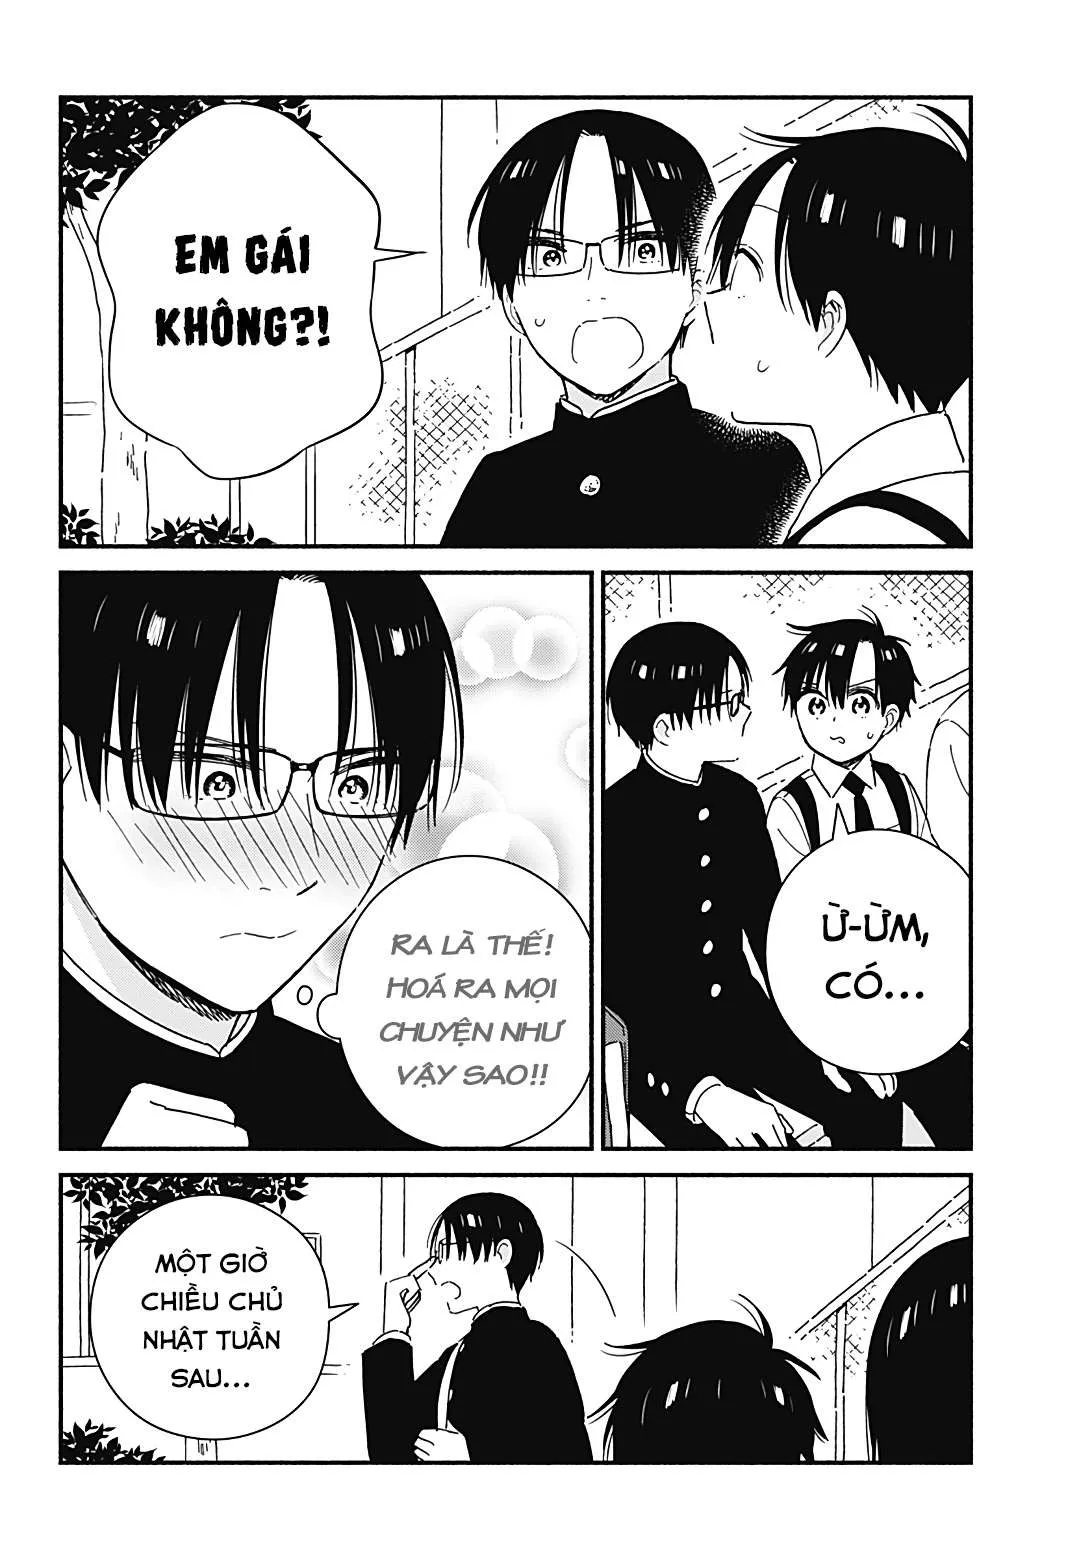 EM GÁI
KHÔNG?!
Ừ-ỪM,
CÓ...
RA LÀ THẾ!
HOÁ RA MỌI
CHUYỆN NHƯ
VẬY SAO!!
MỘT GIỜ
CHIỀU CHỦ
NHẬT TUẦN
SAU...